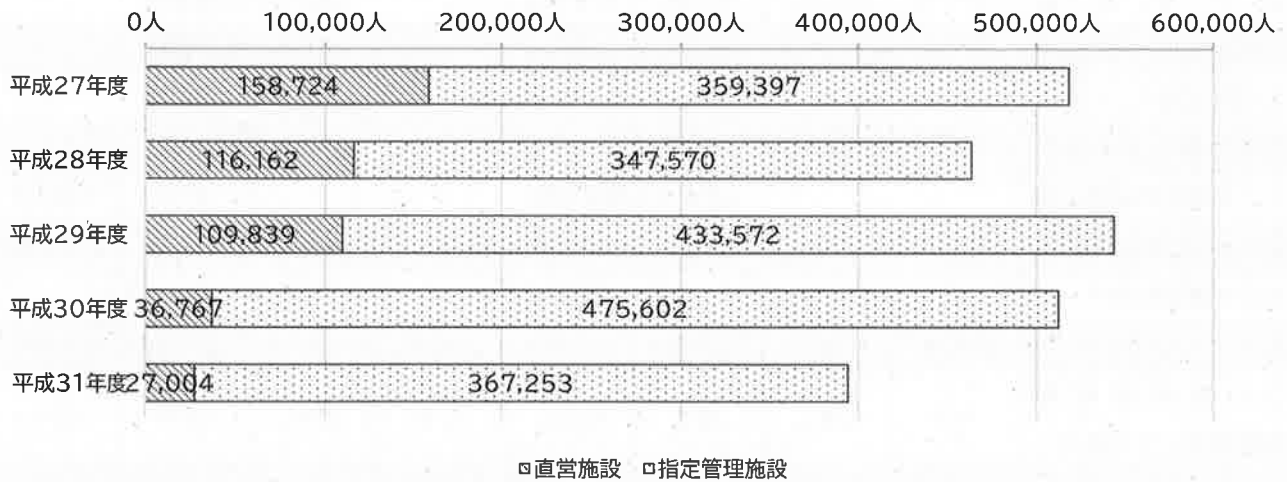 0人 100,000人 200,000人 300,000人 400,000人 500,000人 600,000人
平成27年度 158,724 359,397
平成28年度 116,162 347,570
平成29年度 109,839 433,572
平成30年度 36,767 475,602
平成31年度 27,004 367,253
直営施設 指定管理施設